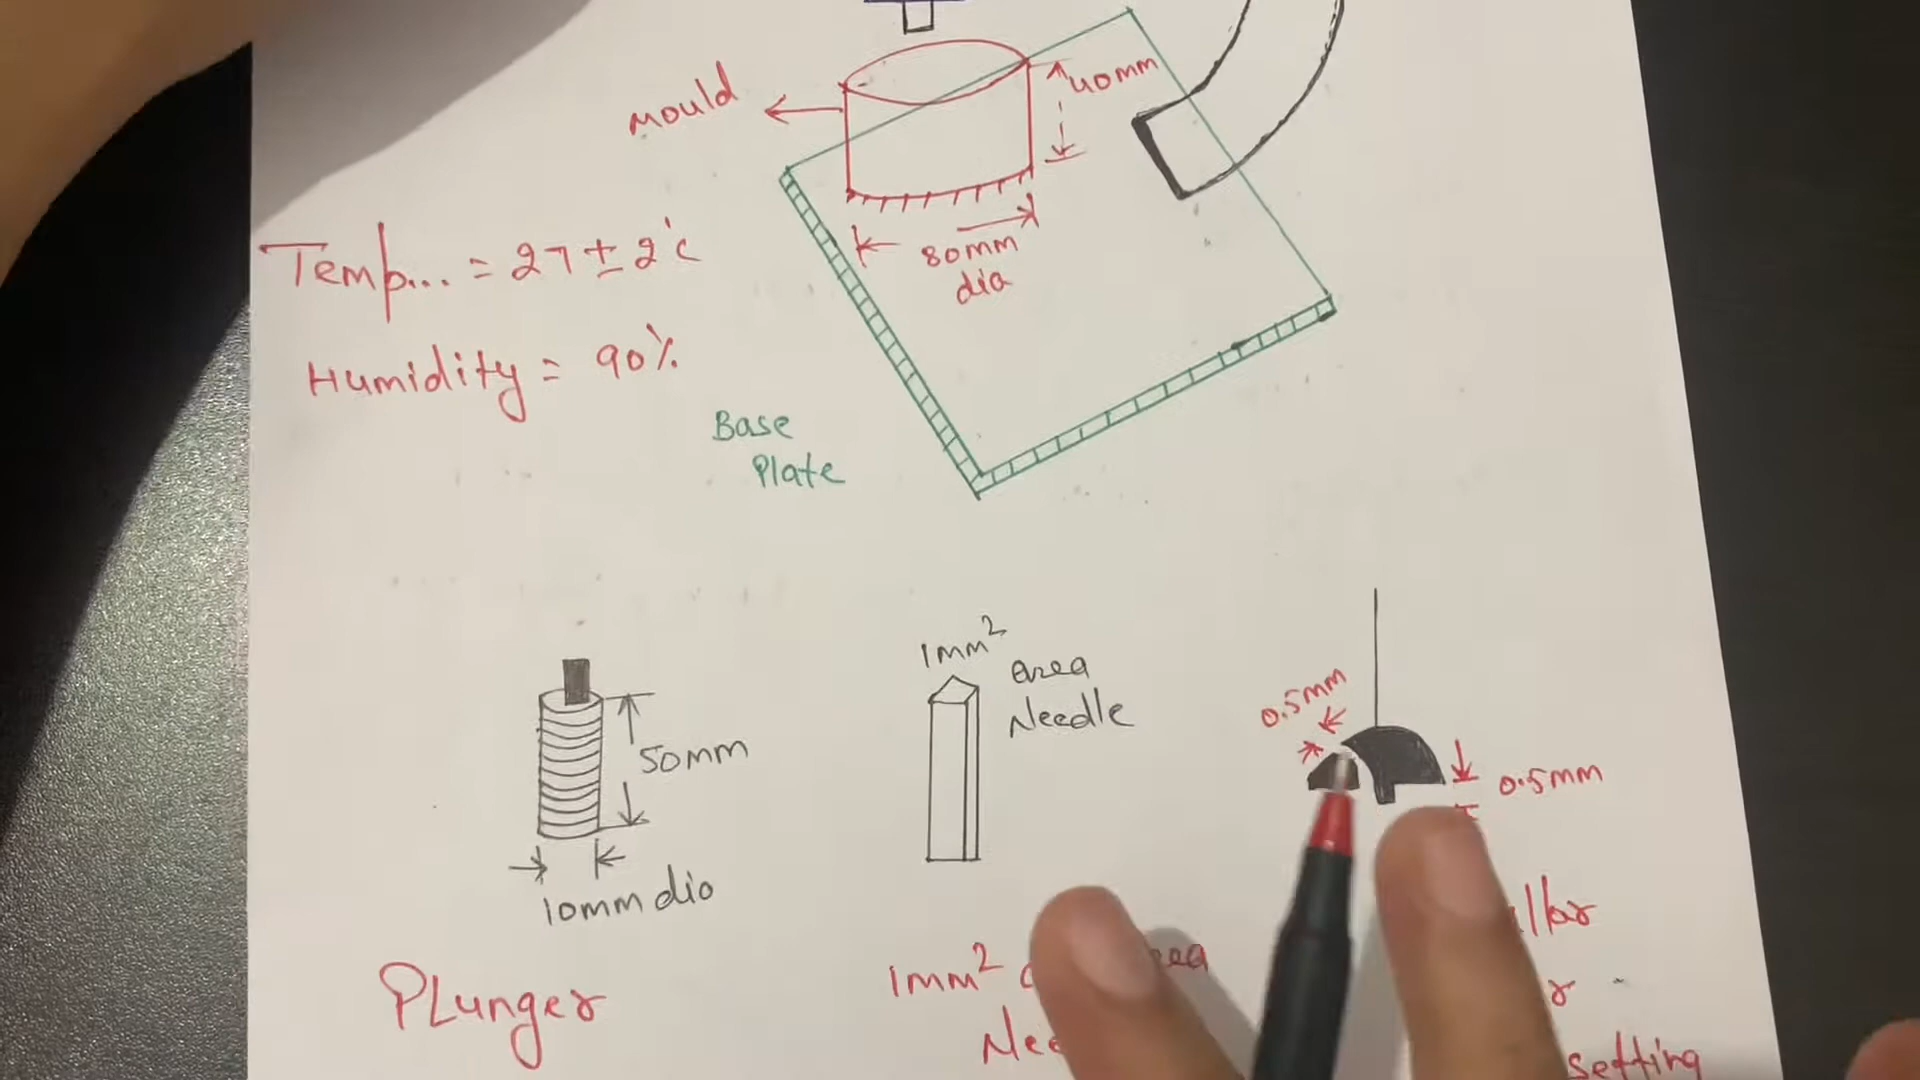 mould
40mm
80mm
dia
Temp... = 27 ± 2°c
Humidity = 90%
Base
Plate
1mm²
area
Needle
0.5mm
0.5mm
50mm
10mm dia
PLunger
1mm²
setting